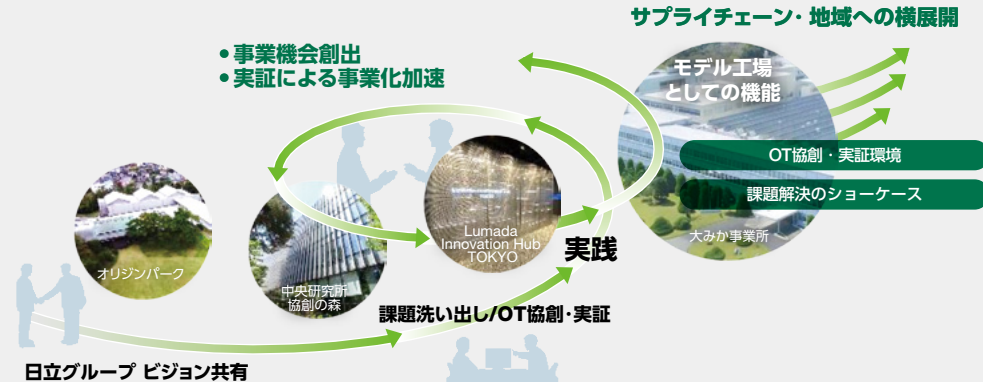 サプライチェーン・地域への横展開
•事業機会創出
•実証による事業化加速
モデル工場
としての機能
OT協創・実証環境
課題解決のショーケース
大みか事業所
Lumada
Innovation Hub
TOKYO
実践
オリジンパーク
中央研究所
協創の森
課題洗い出し/OT協創・実証
日立グループ ビジョン共有